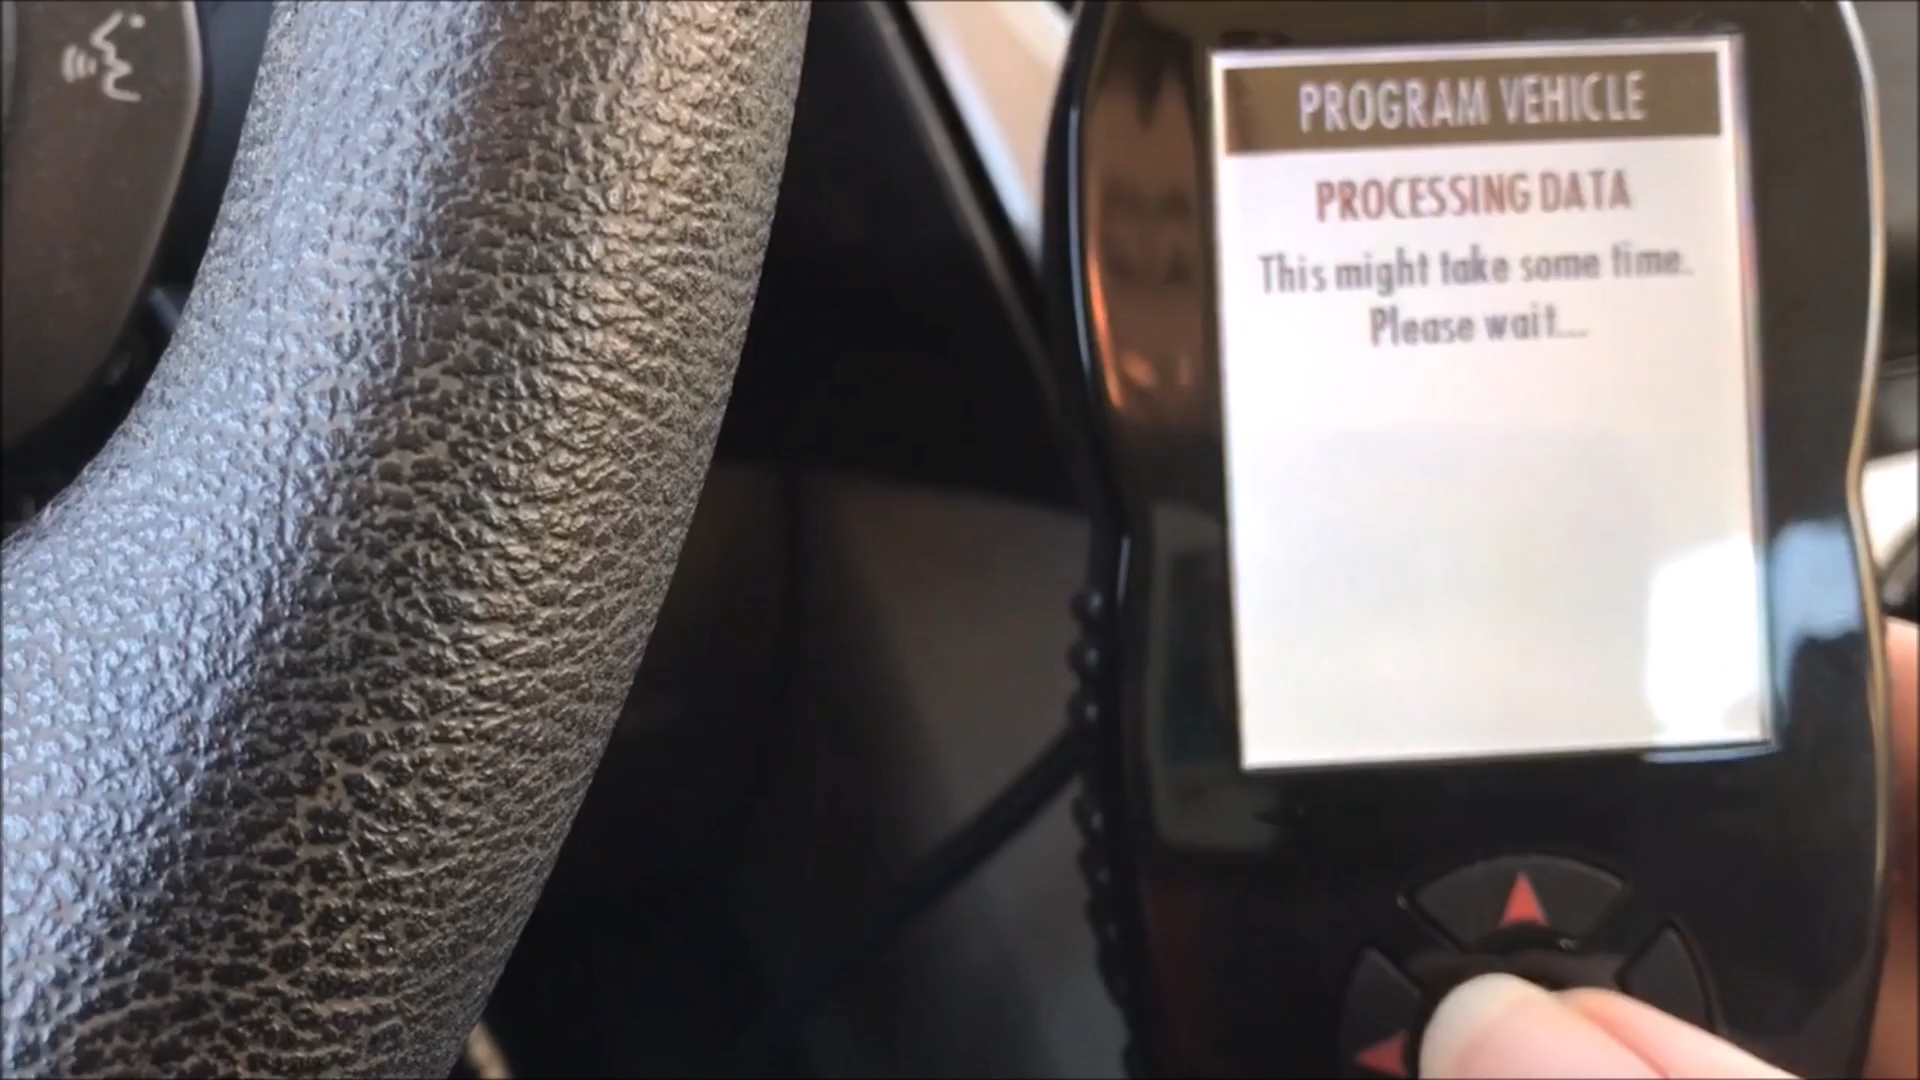 PROGRAM VEHICLE
PROCESSING DATA
This might take some time.
Please wait...